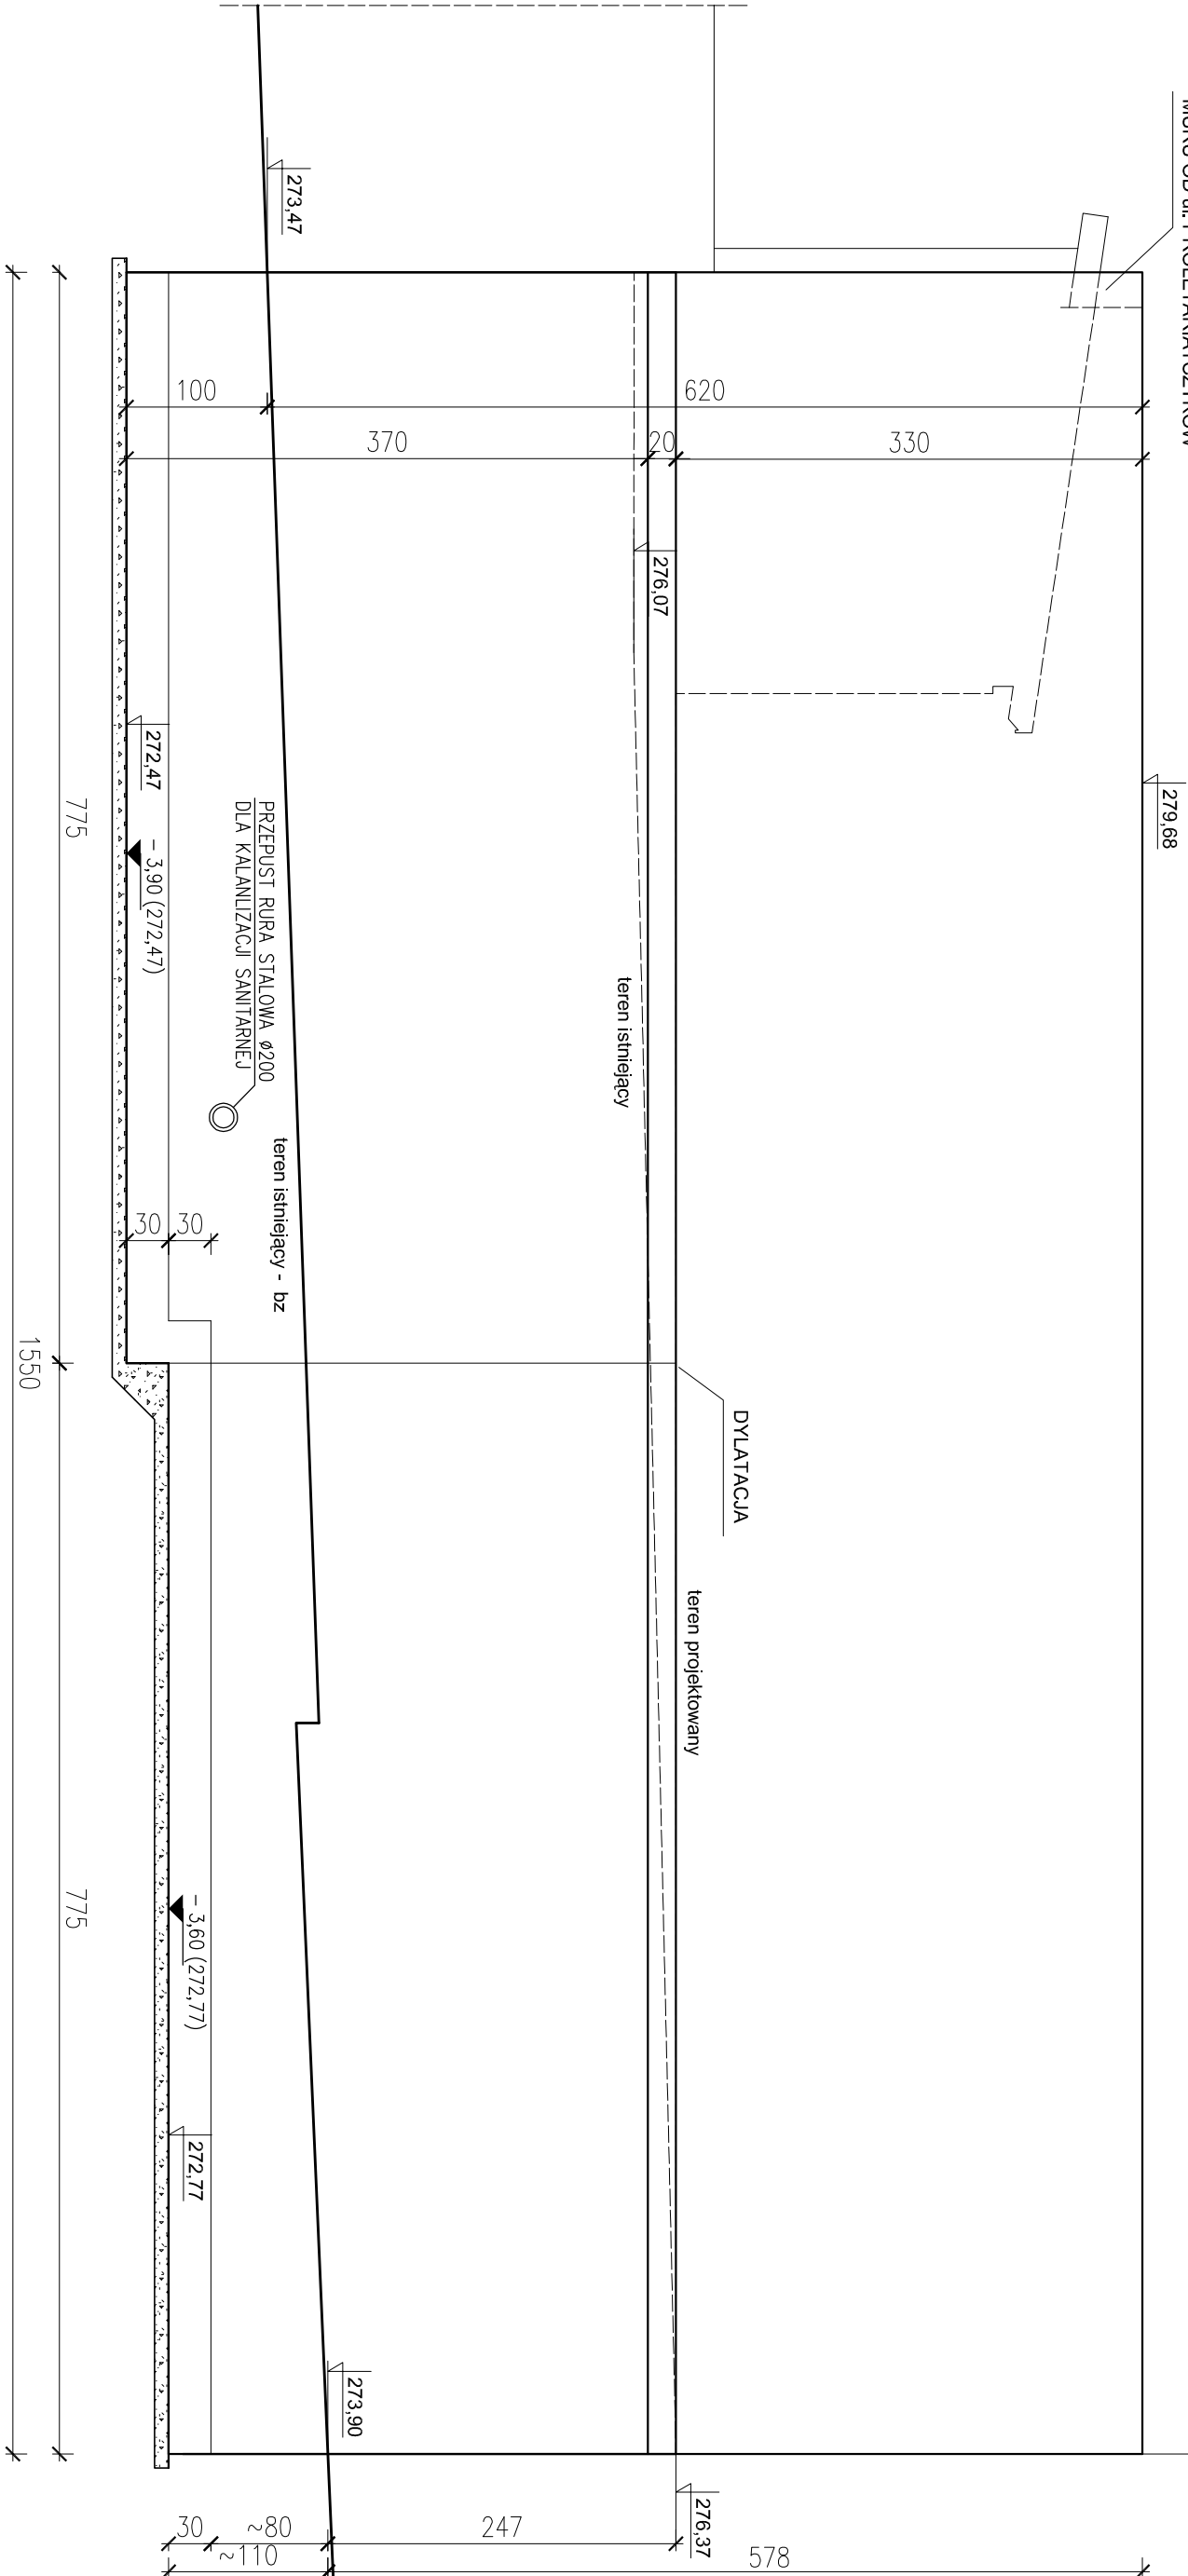 279,68
620
330
276,07
20
370
273,47
100
teren istniejący
teren projektowany
DYLATACJA
276,37
PRZEPUST RURA STALOWA Ø200
DLA KALANLIZACJI SANITARNEJ
teren istniejący - bz
273,90
247
578
272,47
- 3,90 (272,47)
30
30
- 3,60 (272,77)
272,77
30
~80
~110
775
775
1550